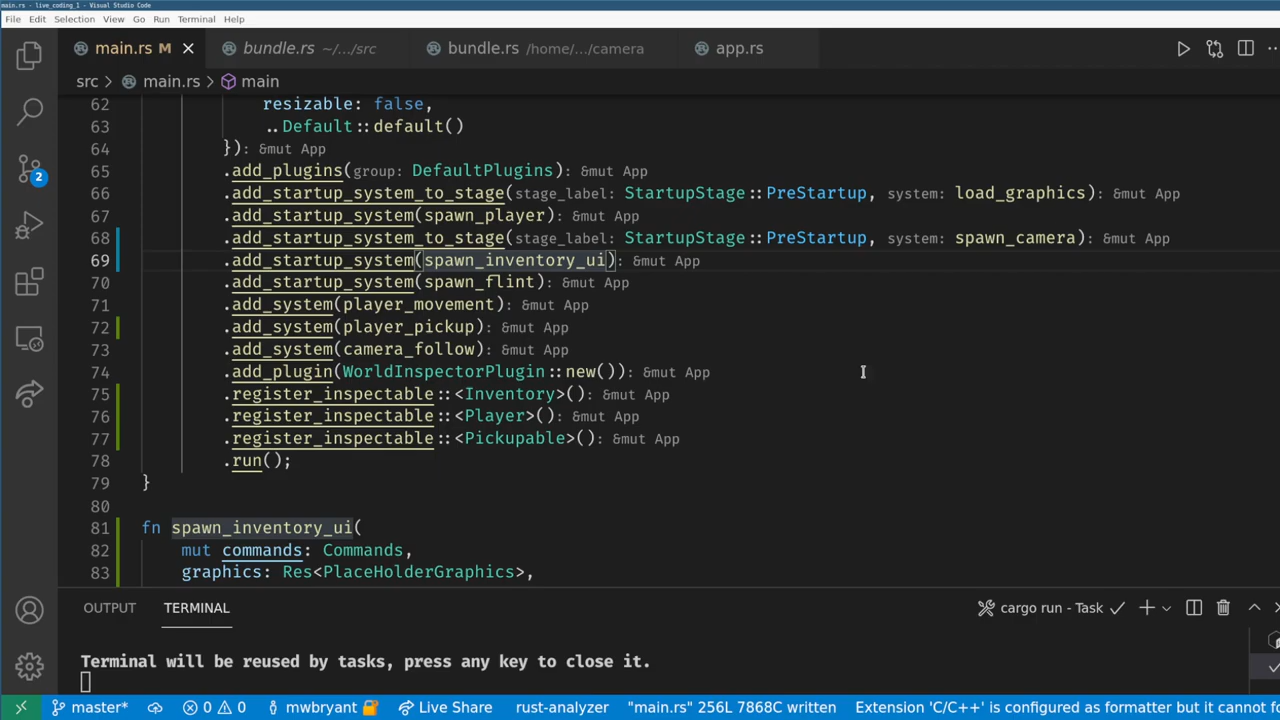 main.rs - live_coding_1 - Visual Studio Code
File Edit Selection View Go Run Terminal Help
main.rs M bundle.rs ~/.../src bundle.rs /home/.../camera app.rs
src > main.rs > main
62 resizable: false,
63 ..Default::default()
64 }): &mut App
65 .add_plugins(group: DefaultPlugins): &mut App
66 .add_startup_system_to_stage(stage_label: StartupStage::PreStartup, system: load_graphics): &mut App
67 .add_startup_system(spawn_player): &mut App
68 .add_startup_system_to_stage(stage_label: StartupStage::PreStartup, system: spawn_camera): &mut App
69 .add_startup_system(spawn_inventory_ui): &mut App
70 .add_startup_system(spawn_flint): &mut App
71 .add_system(player_movement): &mut App
72 .add_system(player_pickup): &mut App
73 .add_system(camera_follow): &mut App
74 .add_plugin(WorldInspectorPlugin::new()): &mut App
75 .register_inspectable::<Inventory>(): &mut App
76 .register_inspectable::<Player>(): &mut App
77 .register_inspectable::<Pickupable>(): &mut App
78 .run();
79 }
80
81 fn spawn_inventory_ui(
82 mut commands: Commands,
83 graphics: Res<PlaceHolderGraphics>,
OUTPUT TERMINAL cargo run - Task
Terminal will be reused by tasks, press any key to close it.
2
master* 0 0 mwbryant Live Share rust-analyzer "main.rs" 256L 7868C written Extension 'C/C++' is configured as formatter but it cannot fo